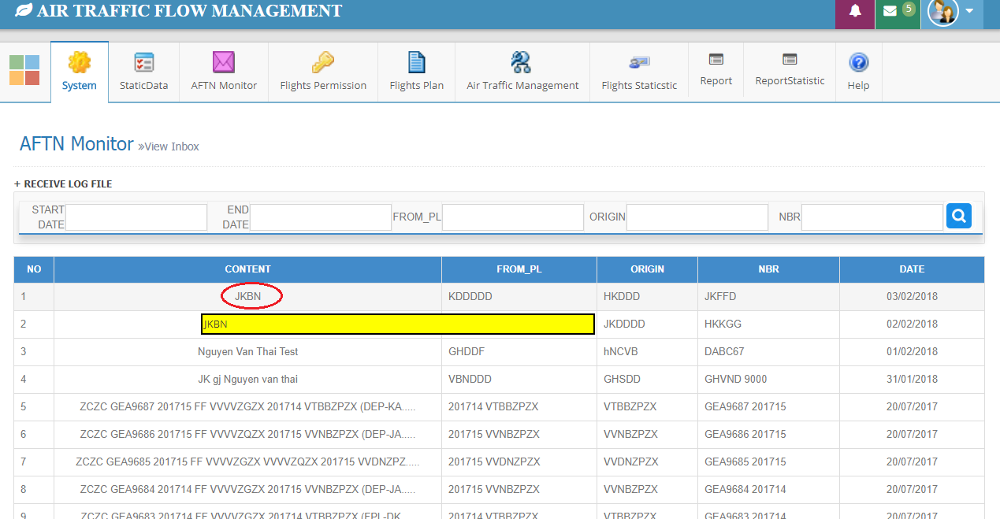 AIR TRAFFIC FLOW MANAGEMENT
5
System StaticData AFTN Monitor Flights Permission Flights Plan Air Traffic Management Flights Staticstic Report ReportStatistic Help
AFTN Monitor »View Inbox
+ RECEIVE LOG FILE
START DATE END DATE FROM_PL ORIGIN NBR
NO CONTENT FROM_PL ORIGIN NBR DATE
1 JKBN KDDDDD HKDDD JKFFD 03/02/2018
2 JKBN JKDDDD HKKGG 02/02/2018
3 Nguyen Van Thai Test GHDDF hNCVB DABC67 01/02/2018
4 JK gj Nguyen van thai VBNDDD GHSDD GHVND 9000 31/01/2018
5 ZCZC GEA9687 201715 FF VVVVZGZX 201714 VTBBZPZX (DEP-KA..... 201714 VTBBZPZX VTBBZPZX GEA9687 201715 20/07/2017
6 ZCZC GEA9686 201715 FF VVVVZQZX 201715 VVNBZPZX (DEP-JA..... 201715 VVNBZPZX VVNBZPZX GEA9686 201715 20/07/2017
7 ZCZC GEA9685 201715 FF VVVVZGZX VVVVZQZX 201715 VVDNZPZ..... 201715 VVDNZPZX VVDNZPZX GEA9685 201715 20/07/2017
8 ZCZC GEA9684 201714 FF VVVVZGZX 201715 VVNBZPZX (DEP-JA..... 201715 VVNBZPZX VVNBZPZX GEA9684 201714 20/07/2017
9 ZCZC GEA9683 201714 FF VVVVZGZX 201714 VTBBZPZX (FPL-DK..... 201714 VTBBZPZX VTBBZPZX GEA9683 201714 20/07/2017